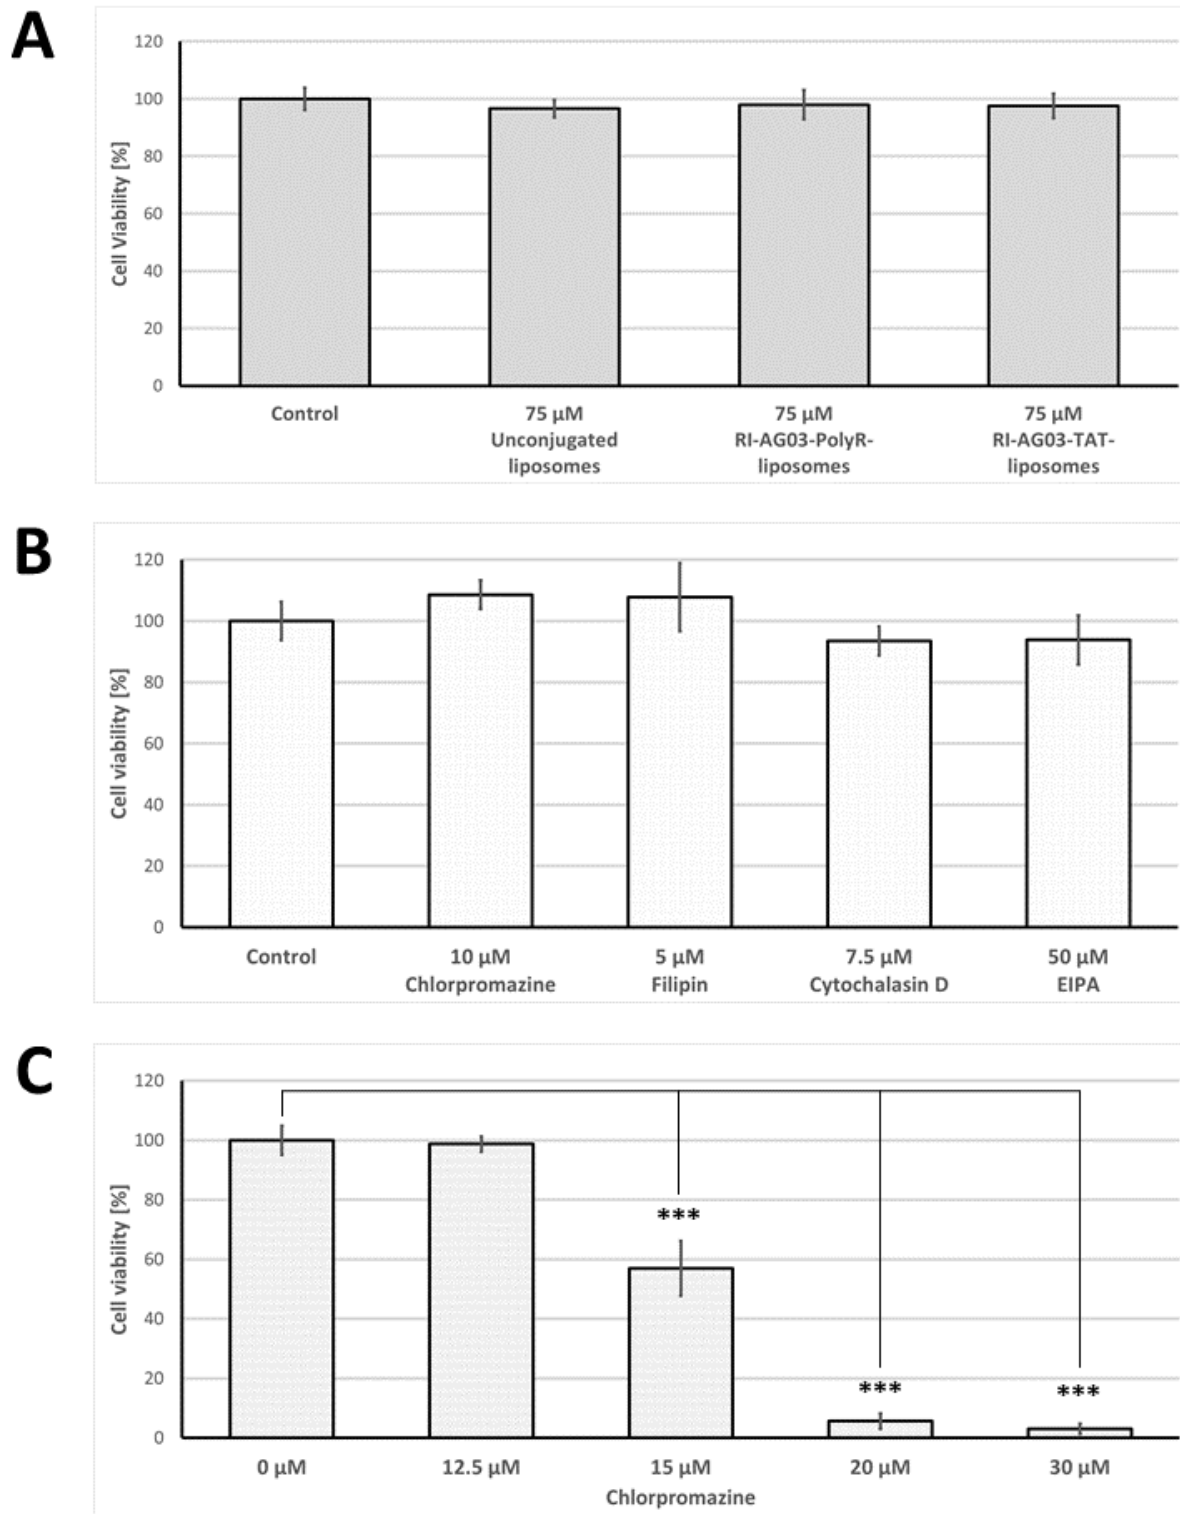 A
120
100
80
60
40
20
0
Cell Viability [%]
Control
75 µM
Unconjugated
liposomes
75 µM
RI-AG03-PolyR-
liposomes
75 µM
RI-AG03-TAT-
liposomes
B
120
100
80
60
40
20
0
Cell viability [%]
Control
10 µM
Chlorpromazine
5 µM
Filipin
7.5 µM
Cytochalasin D
50 µM
EIPA
C
120
100
80
60
40
20
0
Cell viability [%]
***
***
***
0 µM
12.5 µM
15 µM
20 µM
30 µM
Chlorpromazine